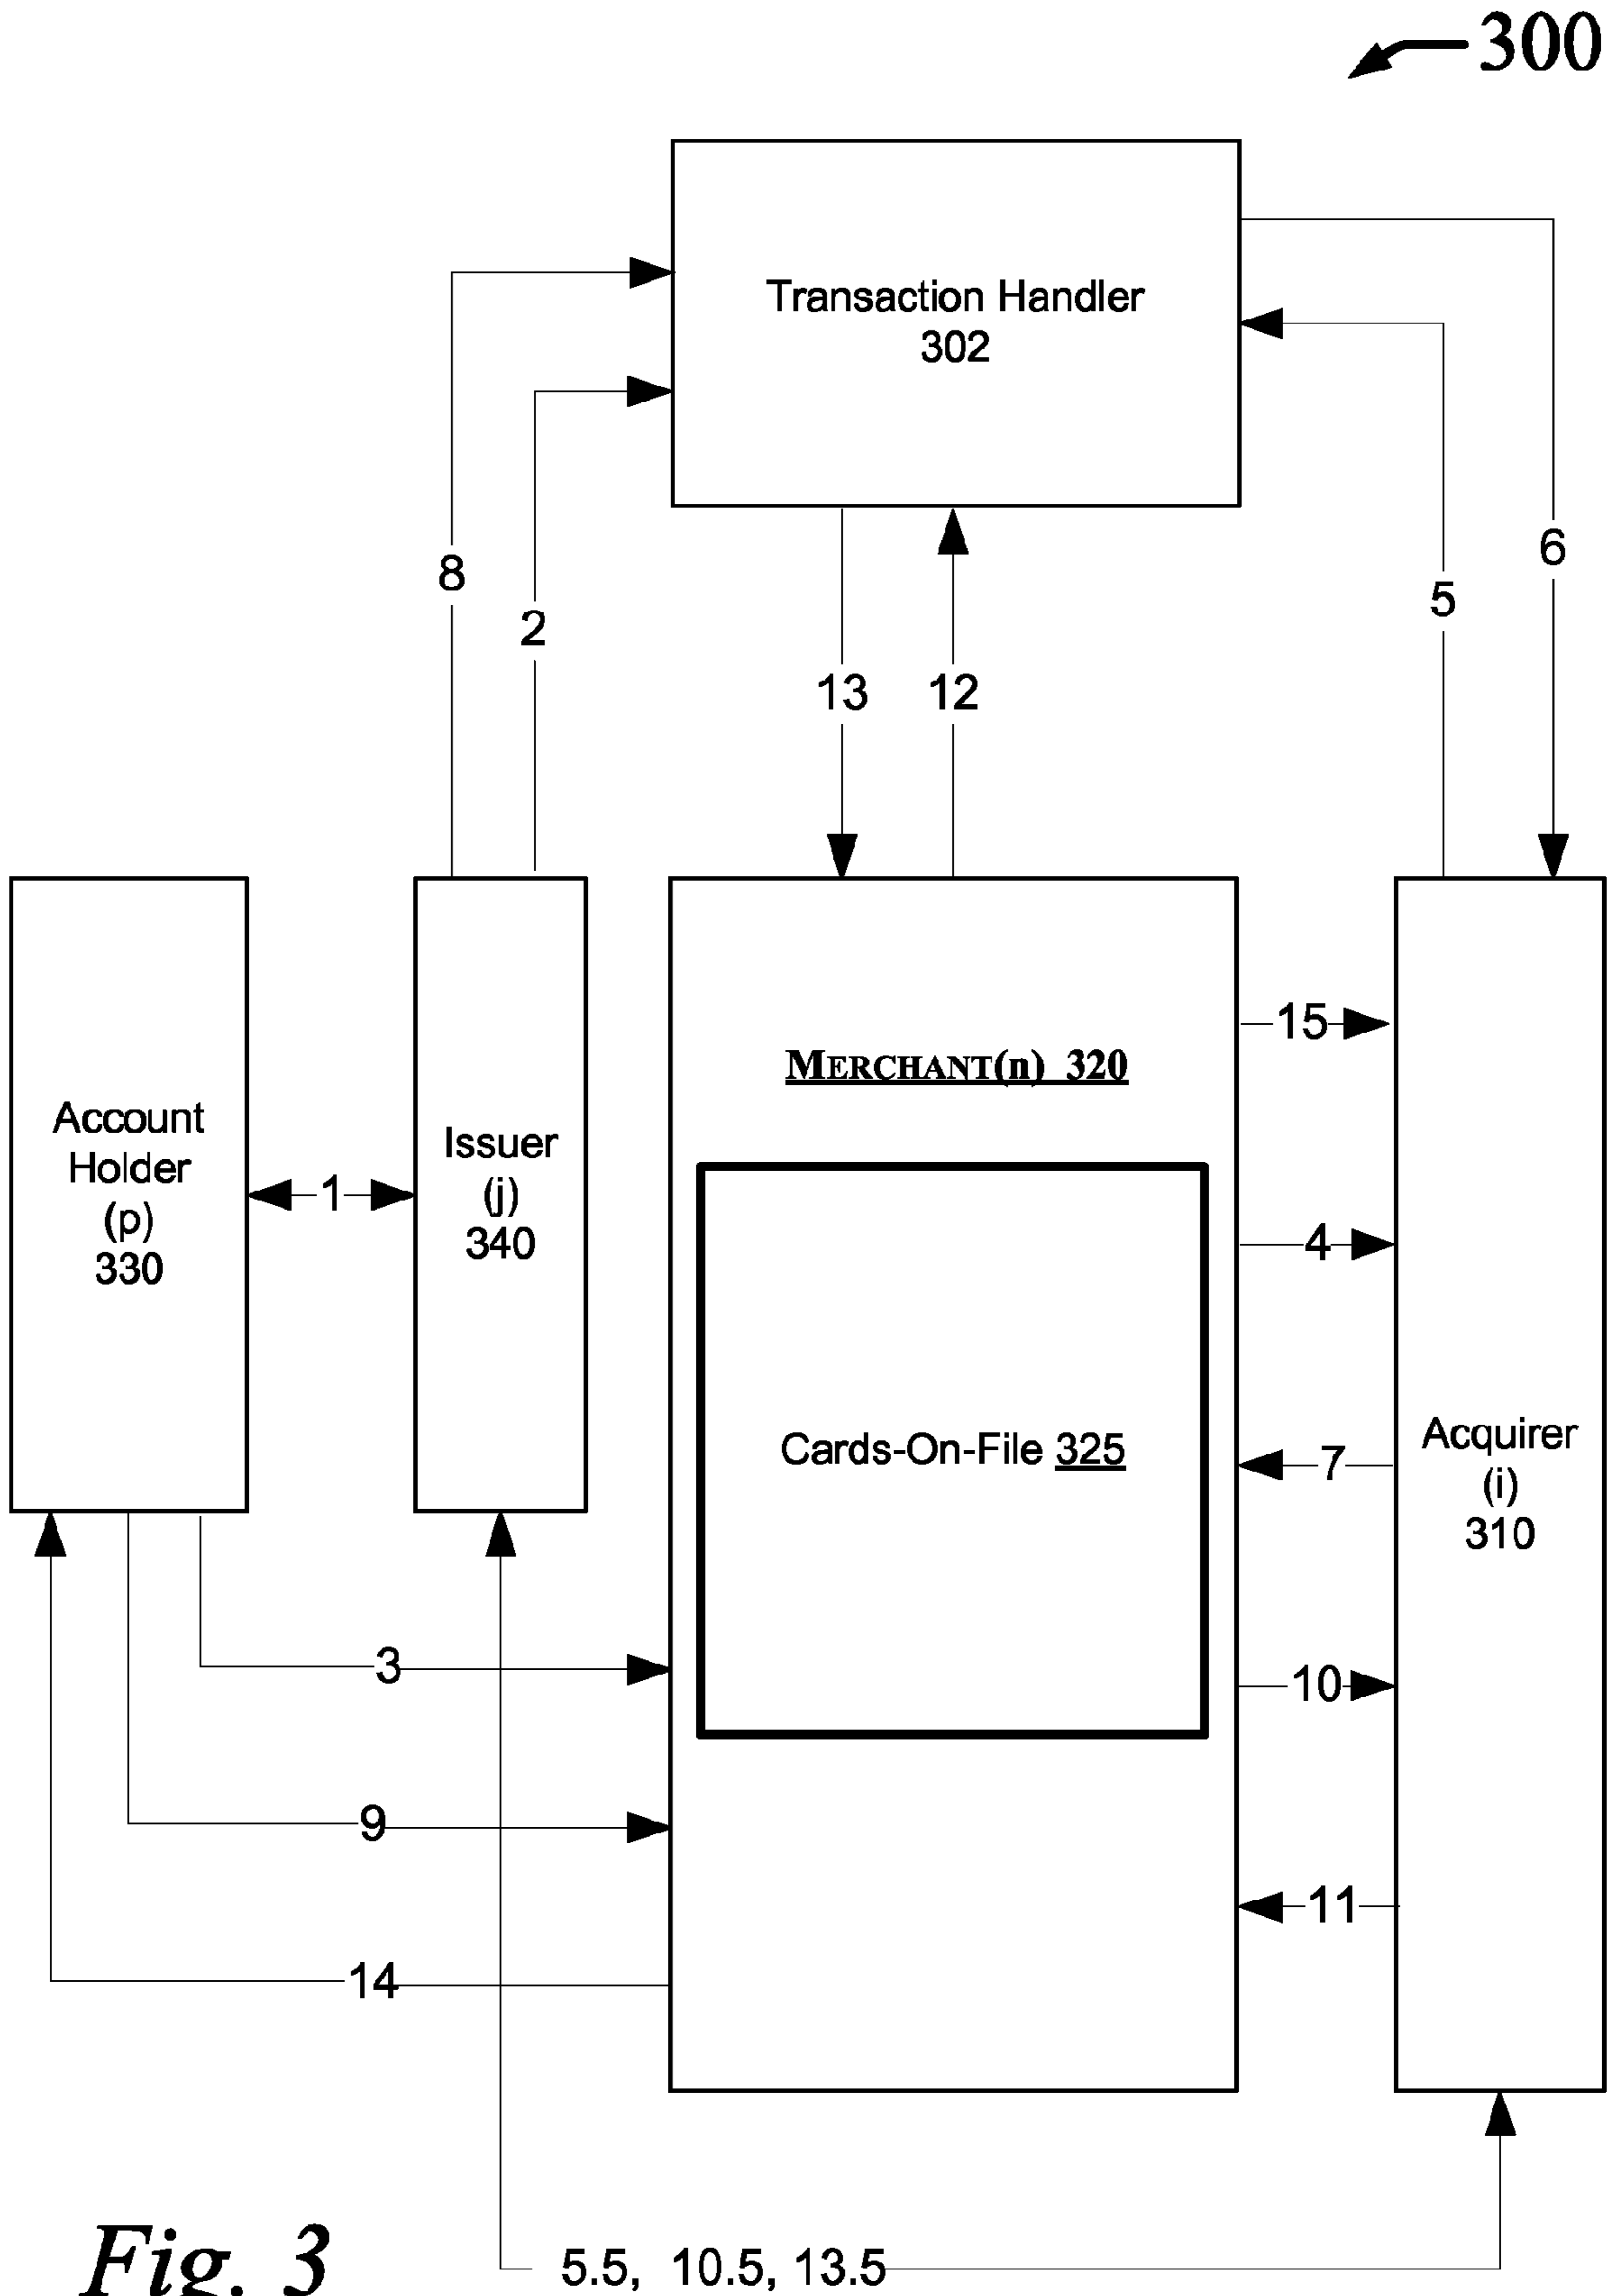 300
Transaction Handler
302
8
2
13
12
5
6
Account
Holder
(p)
330
1
Issuer
(j)
340
MERCHANT(n) 320
Cards-On-File 325
15
4
7
10
11
Acquirer
(i)
310
3
9
14
5.5, 10.5, 13.5
Fig. 3